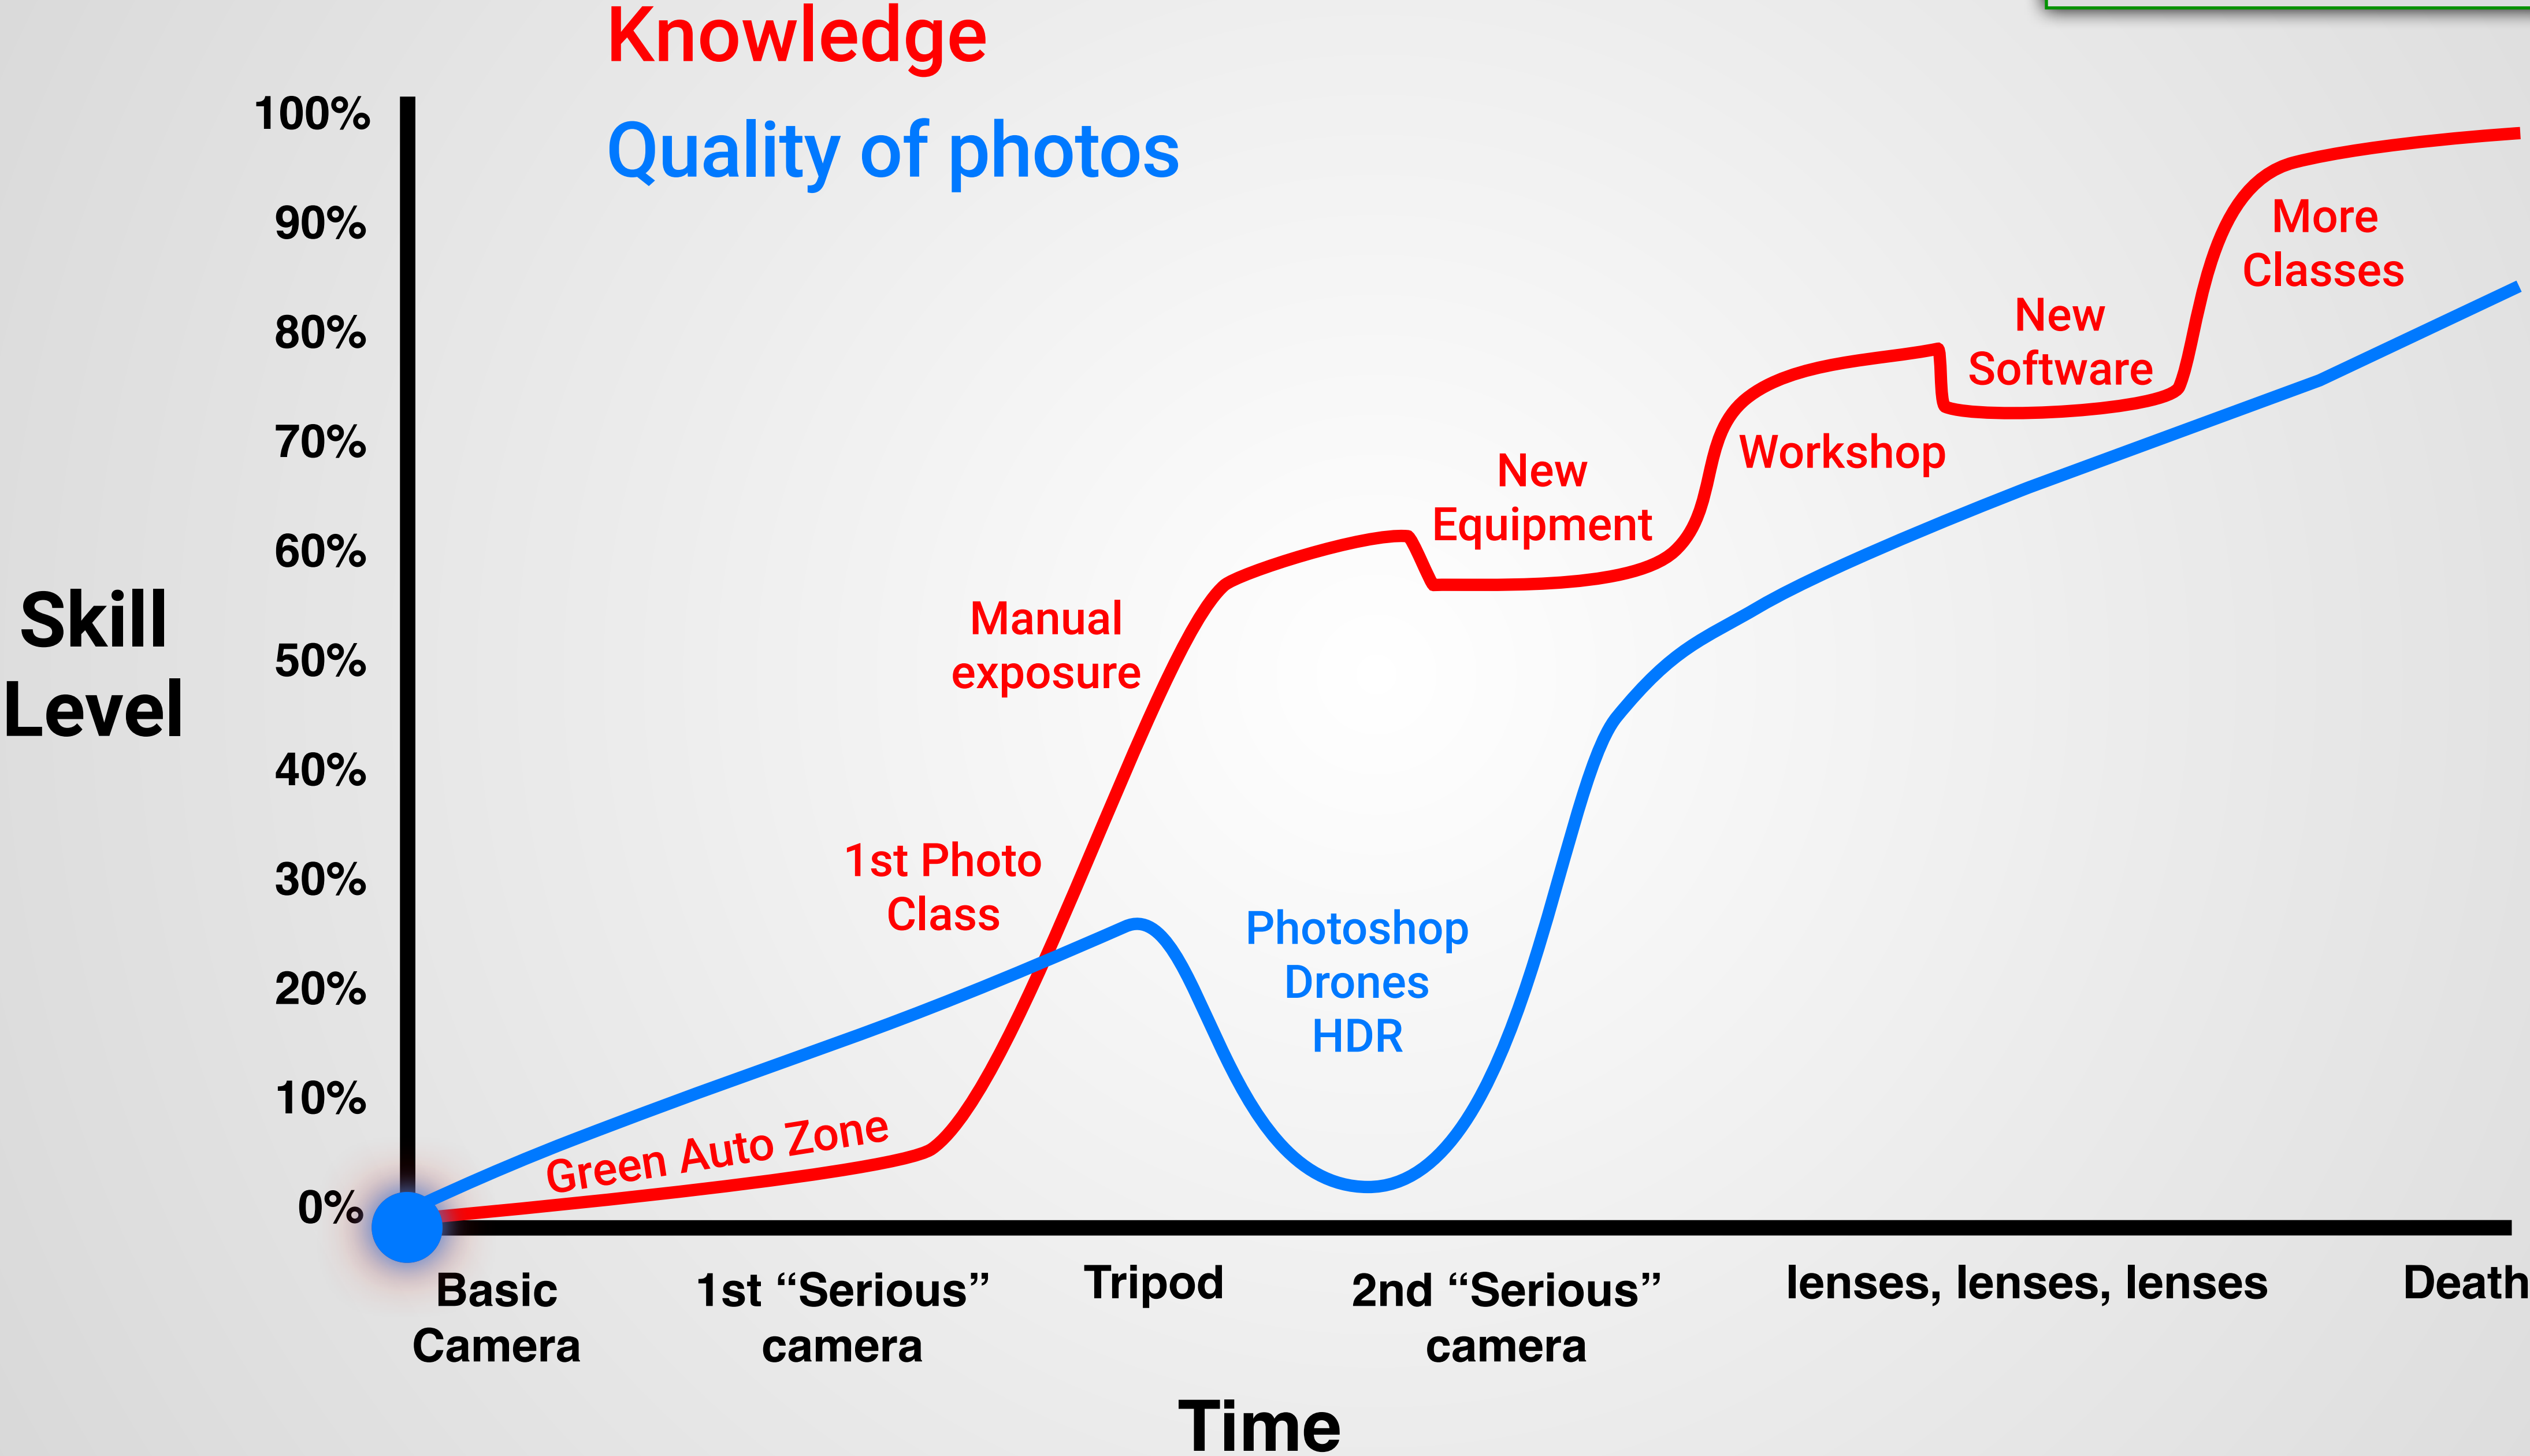 Knowledge
Quality of photos
100%
90%
80%
70%
60%
50%
40%
30%
20%
10%
0%
Skill
Level
Green Auto Zone
1st Photo
Class
Manual
exposure
New
Equipment
Workshop
New
Software
More
Classes
Photoshop
Drones
HDR
Basic
Camera
1st “Serious”
camera
Tripod
2nd “Serious”
camera
lenses, lenses, lenses
Death
Time